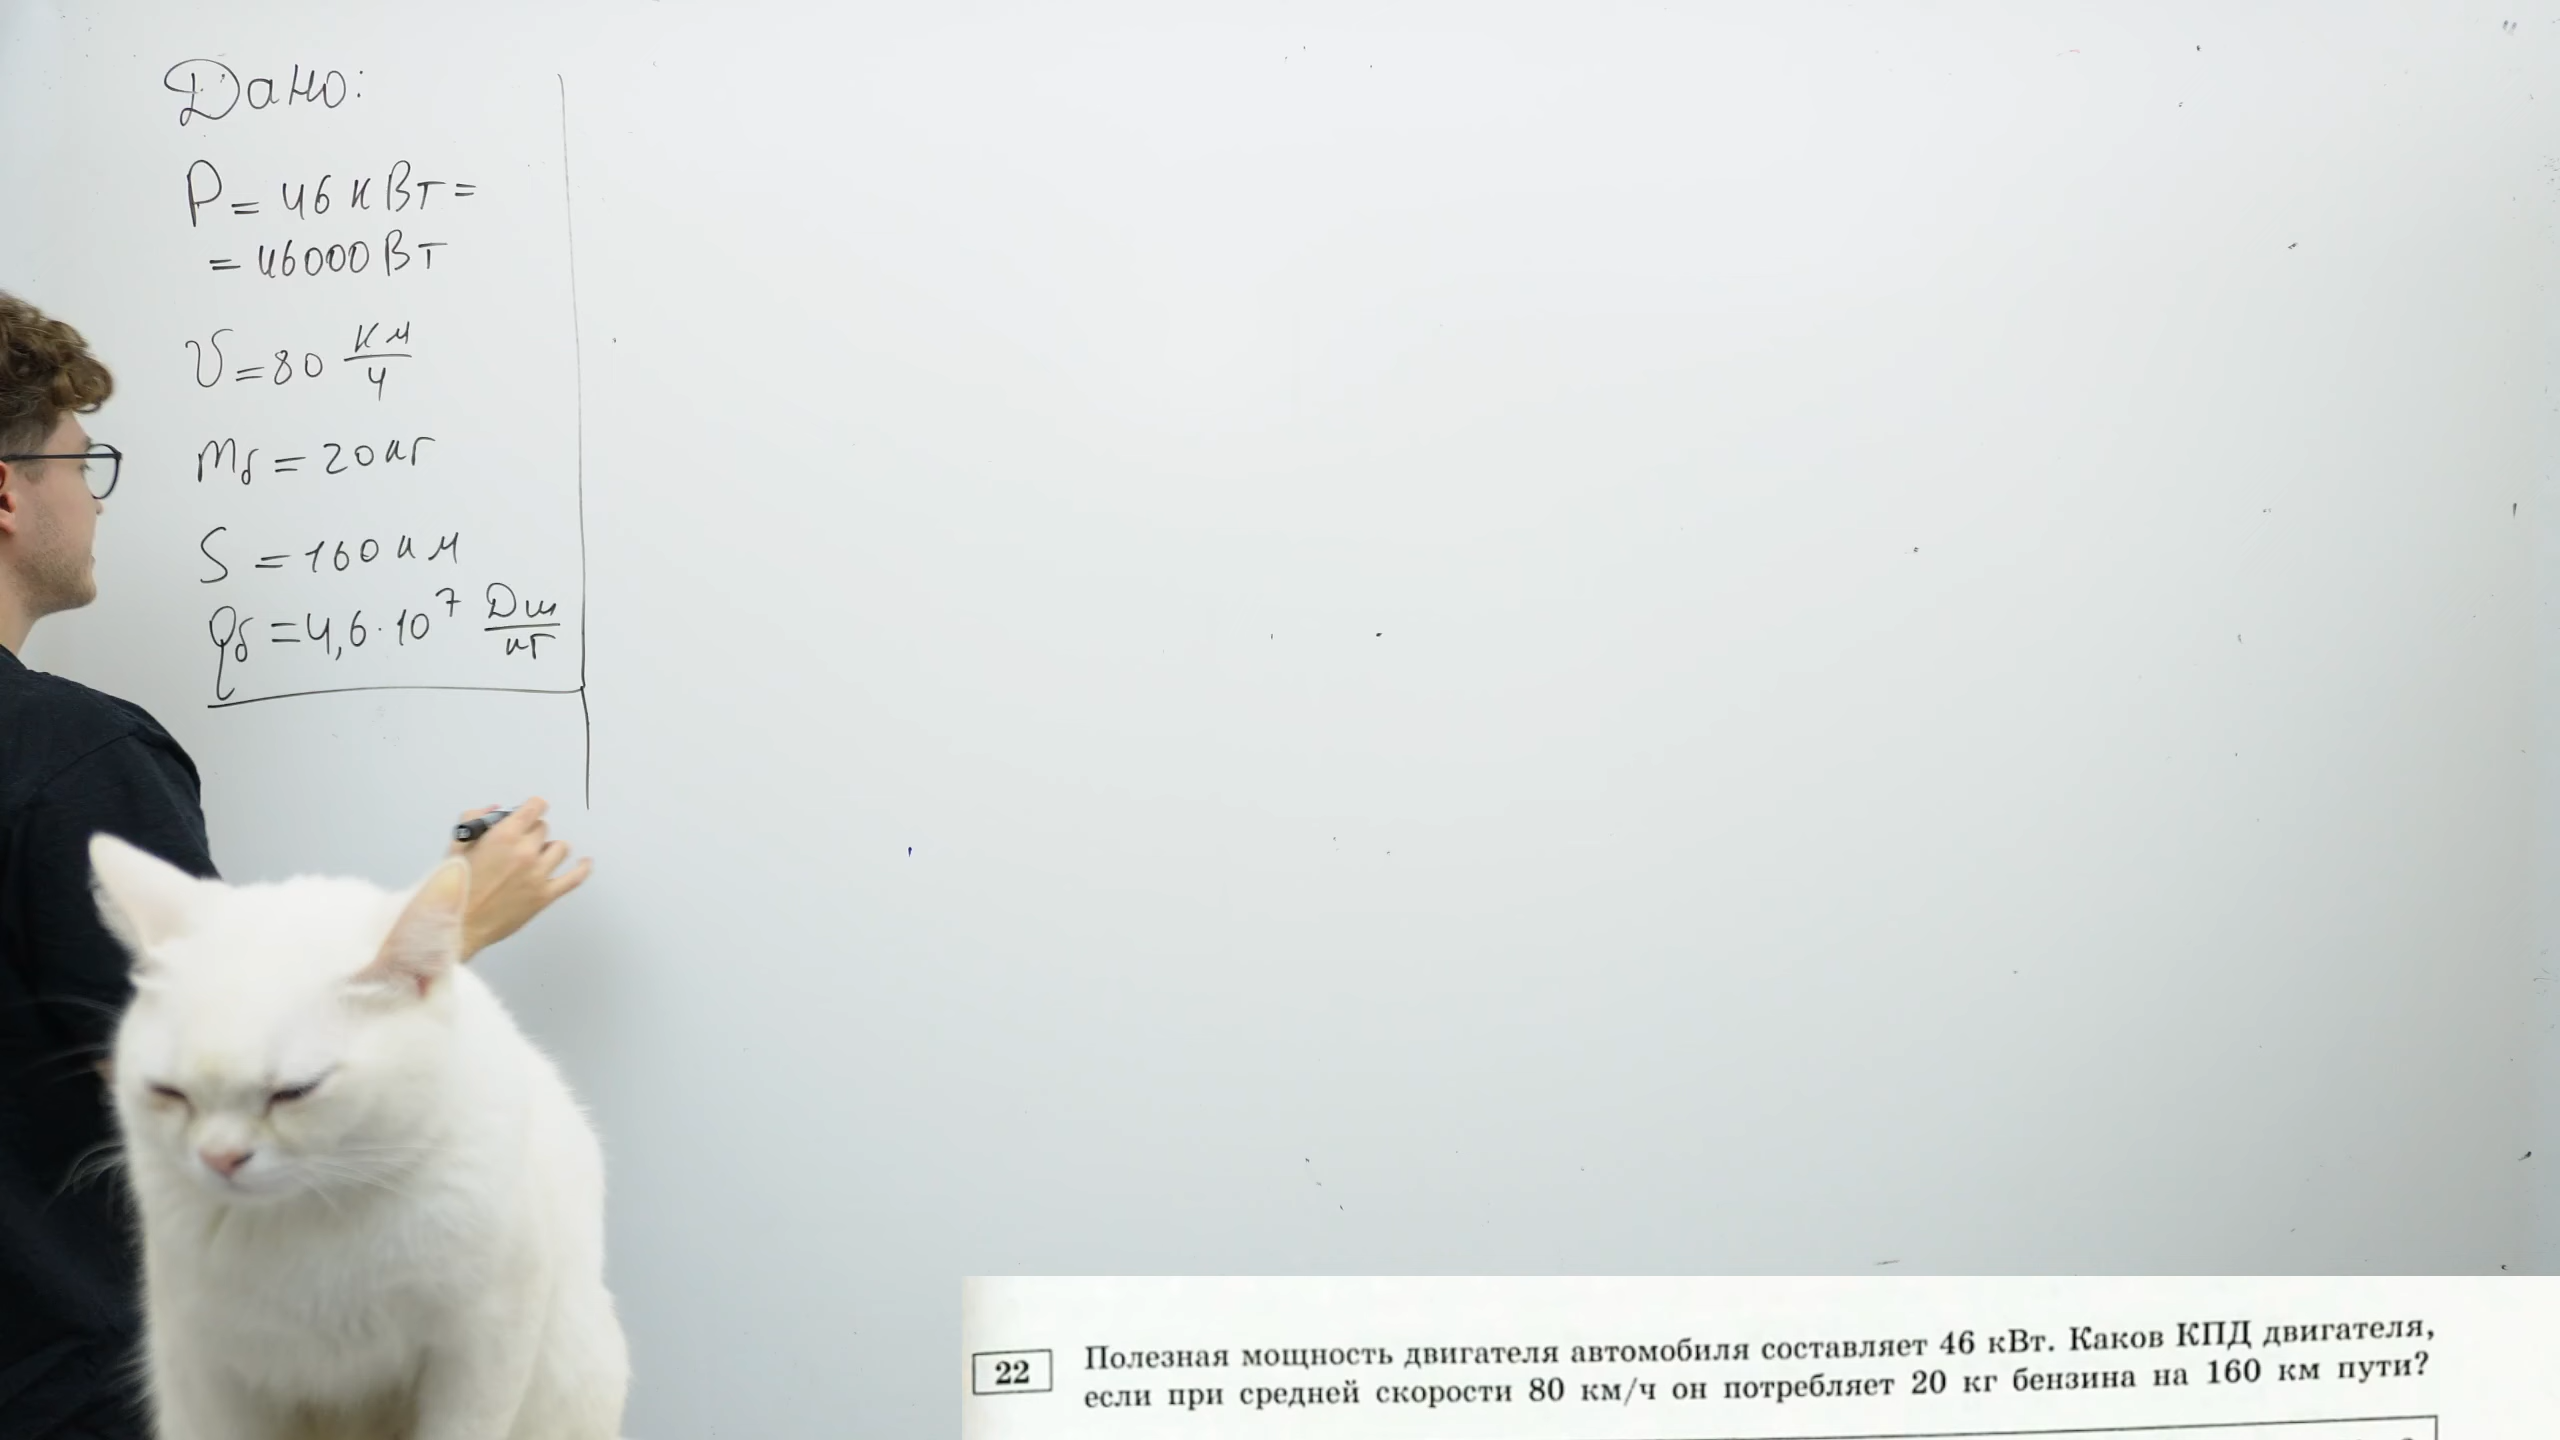 Дано:
P = 46 кВт =
= 46000 Вт
v = 80 км/ч
mб = 20 кг
S = 160 км
qб = 4,6 · 10⁷ Дж/кг
22 Полезная мощность двигателя автомобиля составляет 46 кВт. Каков КПД двигателя,
если при средней скорости 80 км/ч он потребляет 20 кг бензина на 160 км пути?